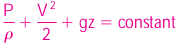 P/ρ + V²/2 + gz = constant